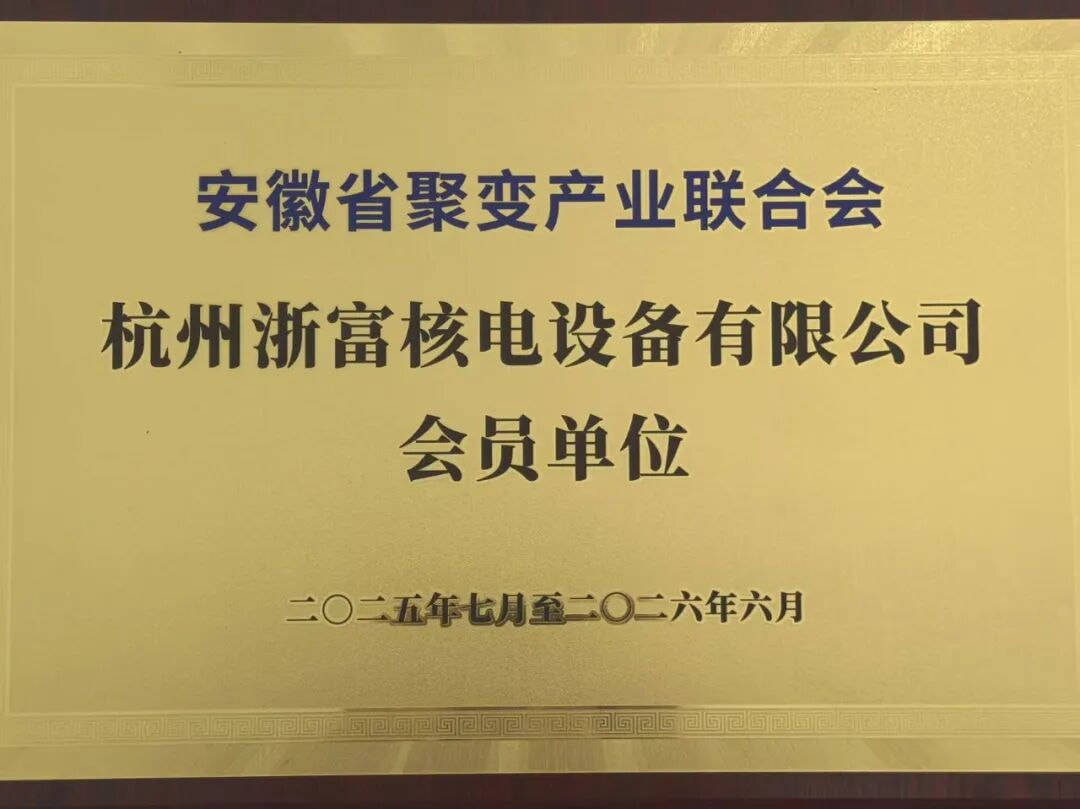 安徽省聚变产业联合会
杭州浙富核电设备有限公司
会员单位
二〇二五年七月至二〇二六年六月